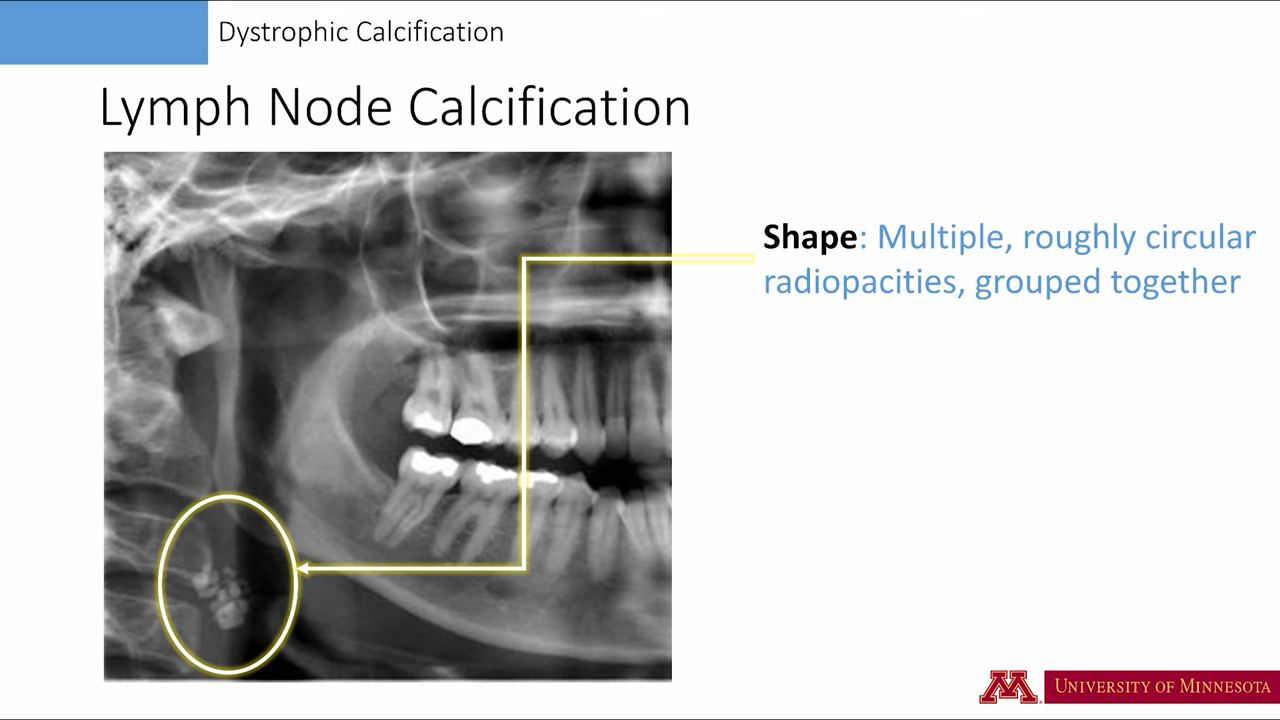 Dystrophic Calcification
Lymph Node Calcification
Shape: Multiple, roughly circular
radiopacities, grouped together
M
UNIVERSITY OF MINNESOTA